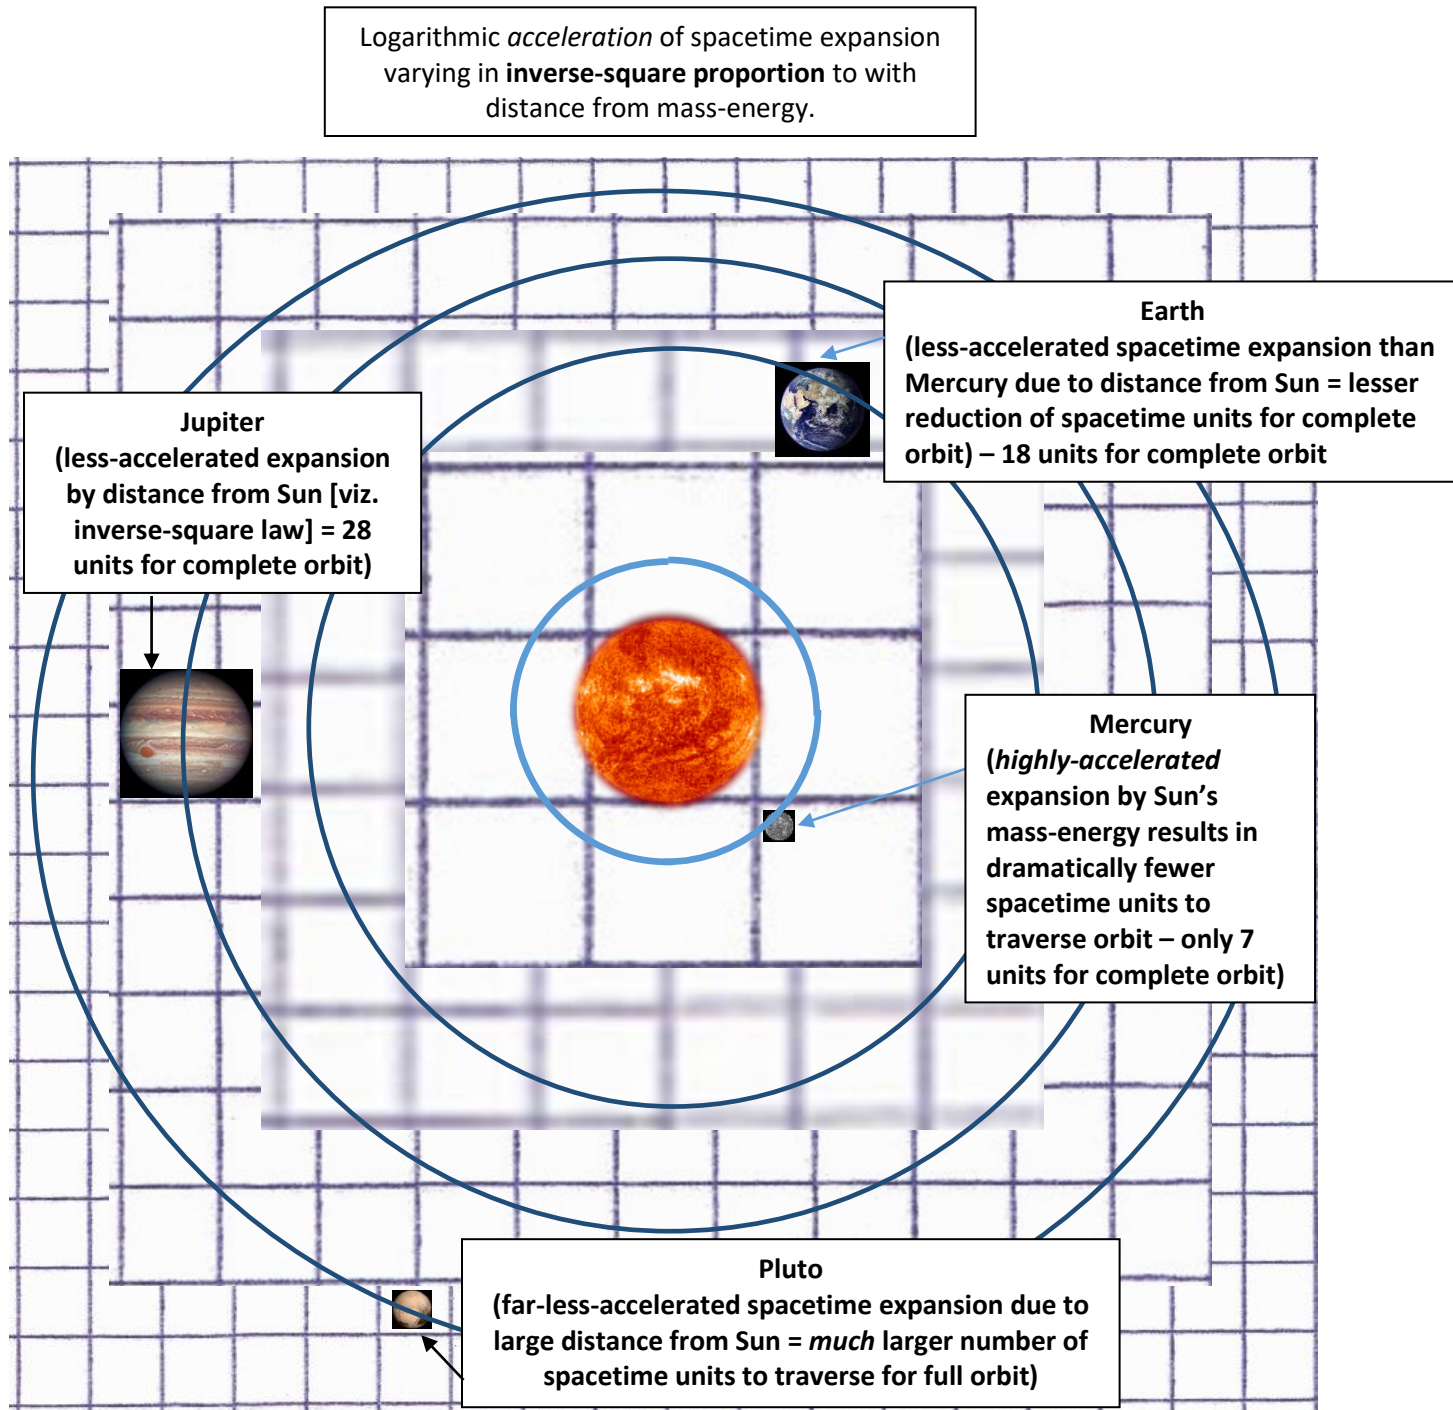 Logarithmic acceleration of spacetime expansion
varying in inverse-square proportion to with
distance from mass-energy.
Earth
(less-accelerated spacetime expansion than
Mercury due to distance from Sun = lesser
reduction of spacetime units for complete
orbit) – 18 units for complete orbit
Jupiter
(less-accelerated expansion
by distance from Sun [viz.
inverse-square law] = 28
units for complete orbit)
Mercury
(highly-accelerated
expansion by Sun’s
mass-energy results in
dramatically fewer
spacetime units to
traverse orbit – only 7
units for complete orbit)
Pluto
(far-less-accelerated spacetime expansion due to
large distance from Sun = much larger number of
spacetime units to traverse for full orbit)